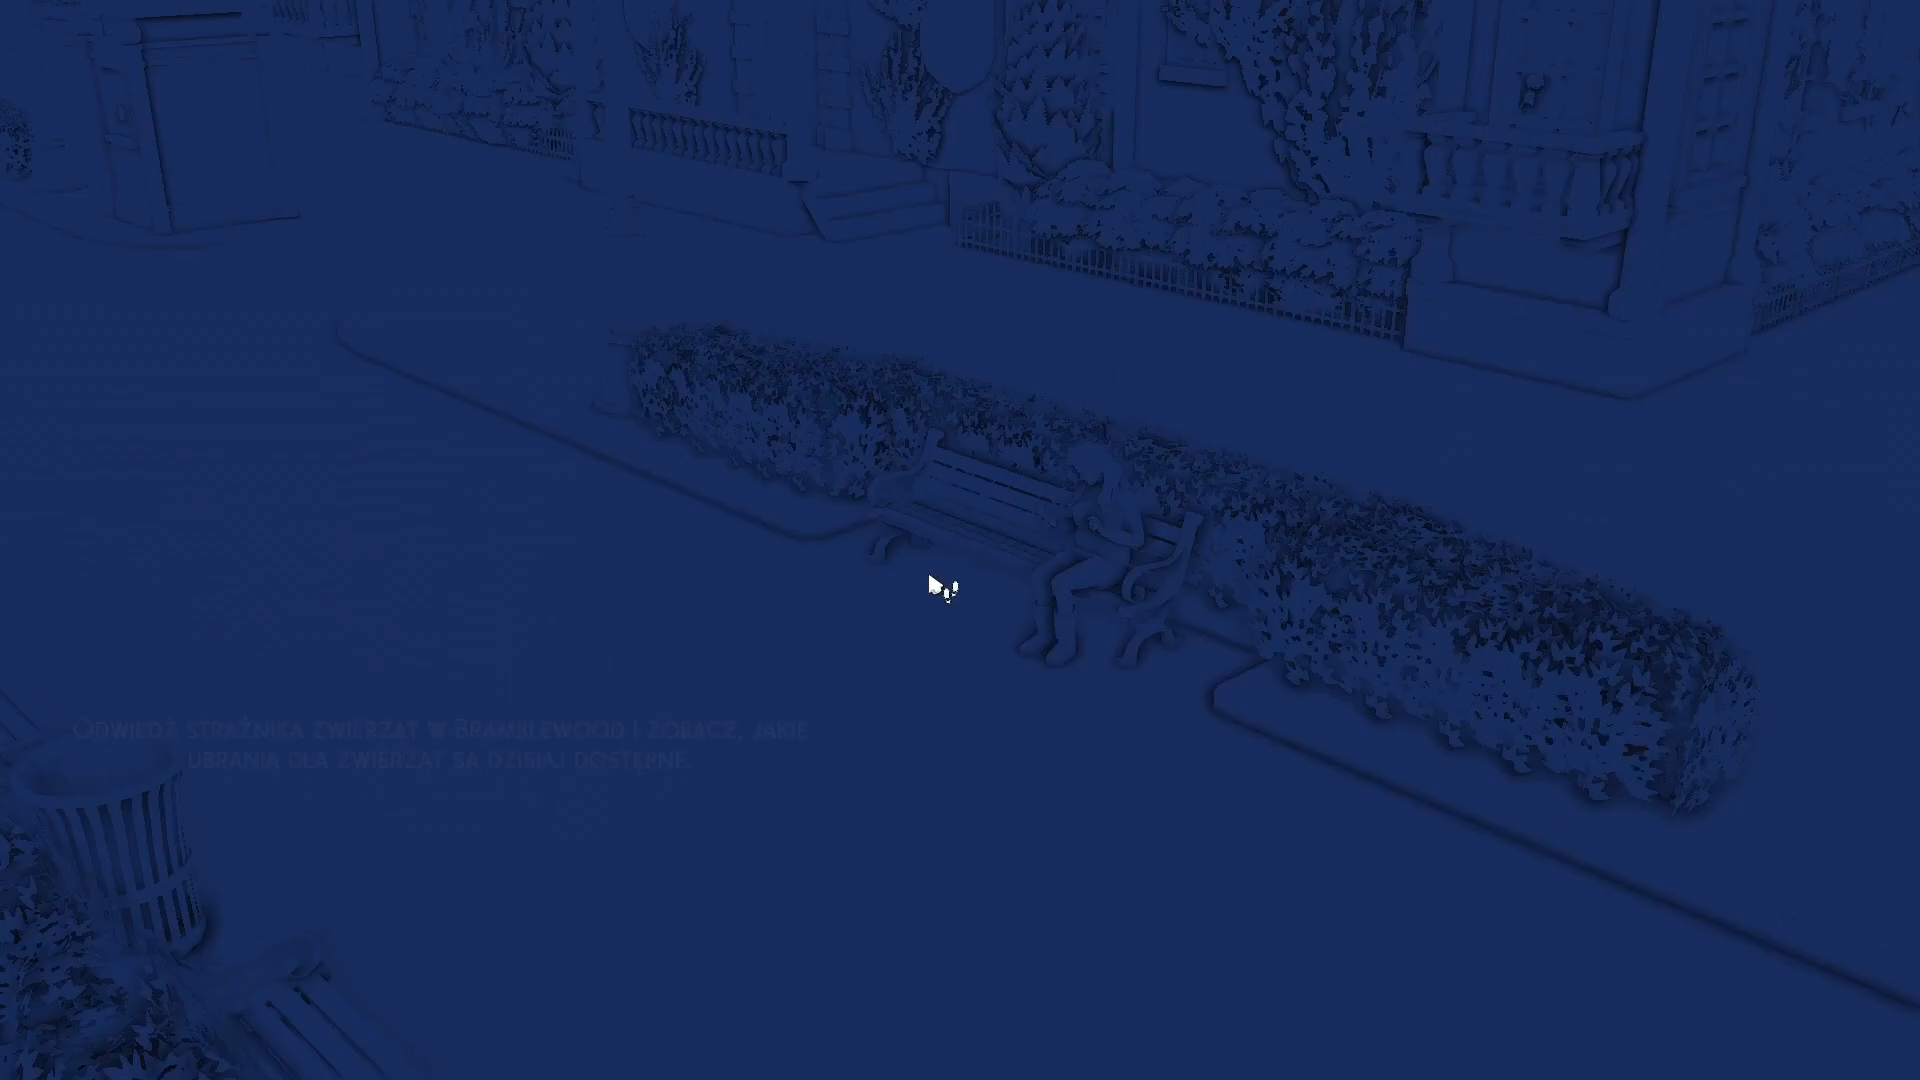 Odwiedź strażnika zwierząt w Bramblewood i zobacz, jakie
ubrania dla zwierząt są dzisiaj dostępne.